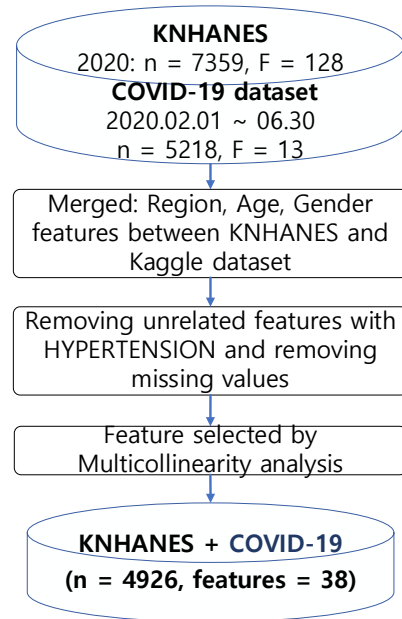 KNHANES
2020: n = 7359, F = 128
COVID-19 dataset
2020.02.01 ~ 06.30
n = 5218, F = 13
Merged: Region, Age, Gender
features between KNHANES and
Kaggle dataset
Removing unrelated features with
HYPERTENSION and removing
missing values
Feature selected by
Multicollinearity analysis
KNHANES + COVID-19
(n = 4926, features = 38)